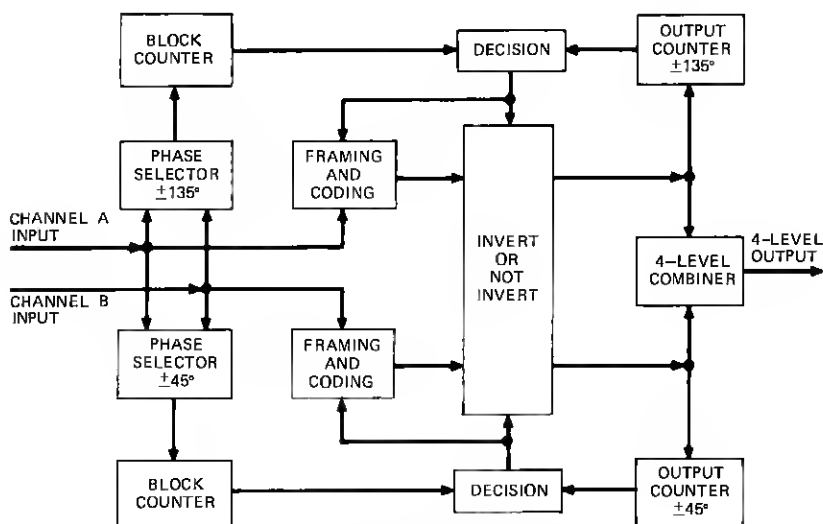 BLOCK
COUNTER
DECISION
OUTPUT
COUNTER
±135°
PHASE
SELECTOR
±135°
FRAMING
AND
CODING
CHANNEL A
INPUT
INVERT
OR
NOT
INVERT
4-LEVEL
COMBINER
4-LEVEL
OUTPUT
CHANNEL B
INPUT
PHASE
SELECTOR
±45°
FRAMING
AND
CODING
BLOCK
COUNTER
DECISION
OUTPUT
COUNTER
±45°